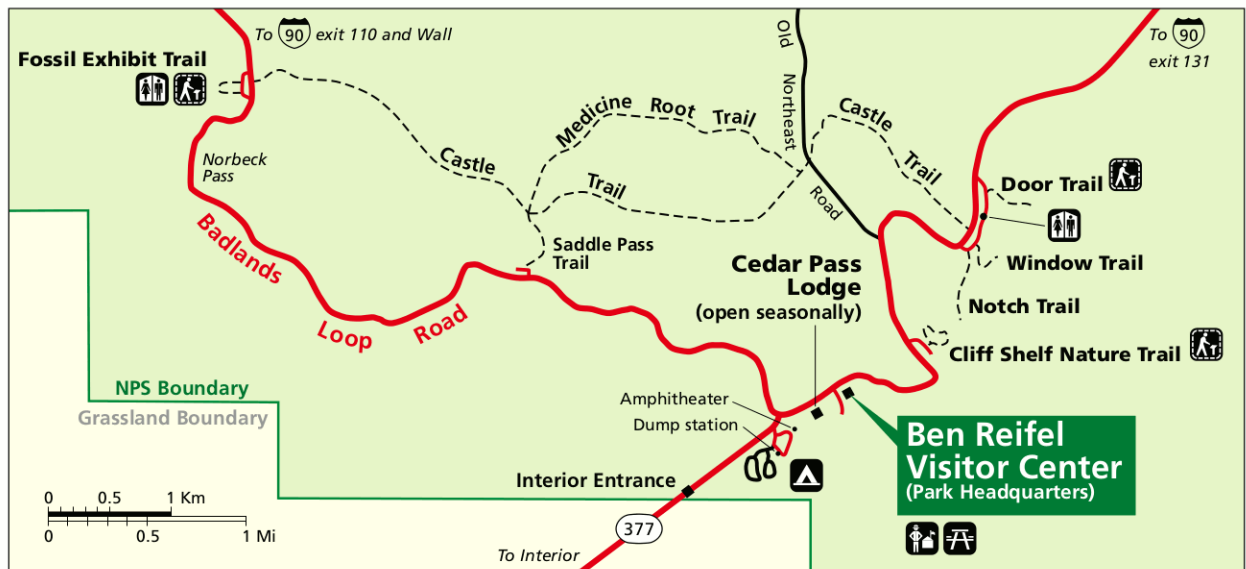 To 90 exit 110 and Wall
Fossil Exhibit Trail
Norbeck
Pass
Castle
Medicine Root Trail
Trail
Old Northeast Road
Castle Trail
To 90
exit 131
Door Trail
Window Trail
Notch Trail
Cliff Shelf Nature Trail
Saddle Pass
Trail
Cedar Pass
Lodge
(open seasonally)
Badlands Loop Road
NPS Boundary
Grassland Boundary
Amphitheater
Dump station
Interior Entrance
Ben Reifel
Visitor Center
(Park Headquarters)
377
To Interior
0 0.5 1 Km
0 0.5 1 Mi